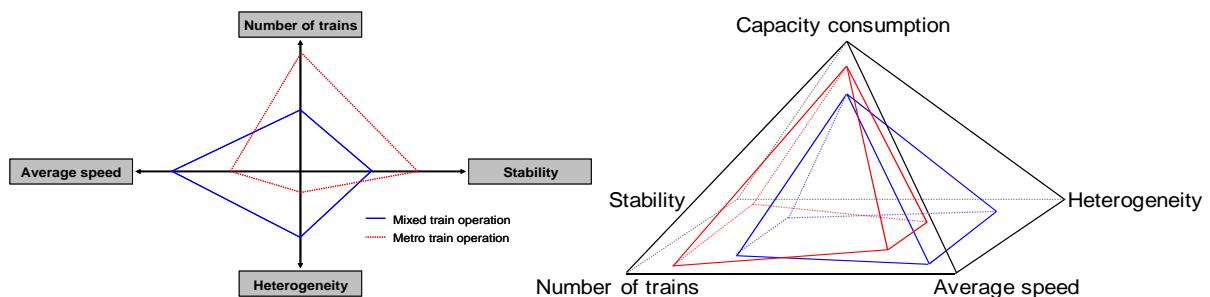 Number of trains
Average speed
Stability
Mixed train operation
Metro train operation
Heterogeneity
Capacity consumption
Stability
Heterogeneity
Number of trains
Average speed